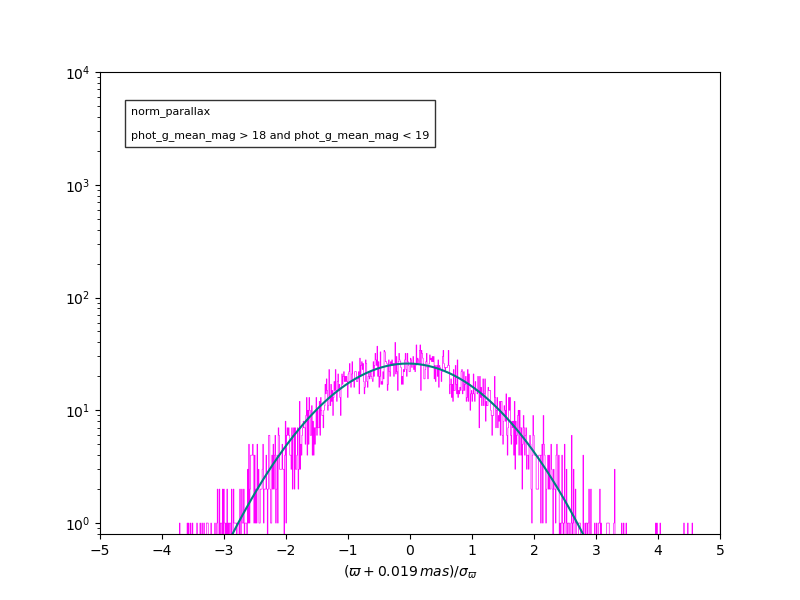 10^4
norm_parallax
phot_g_mean_mag > 18 and phot_g_mean_mag < 19
10^3
10^2
10^1
10^0
−5 −4 −3 −2 −1 0 1 2 3 4 5
(ϖ + 0.019 mas)/σ_ϖ